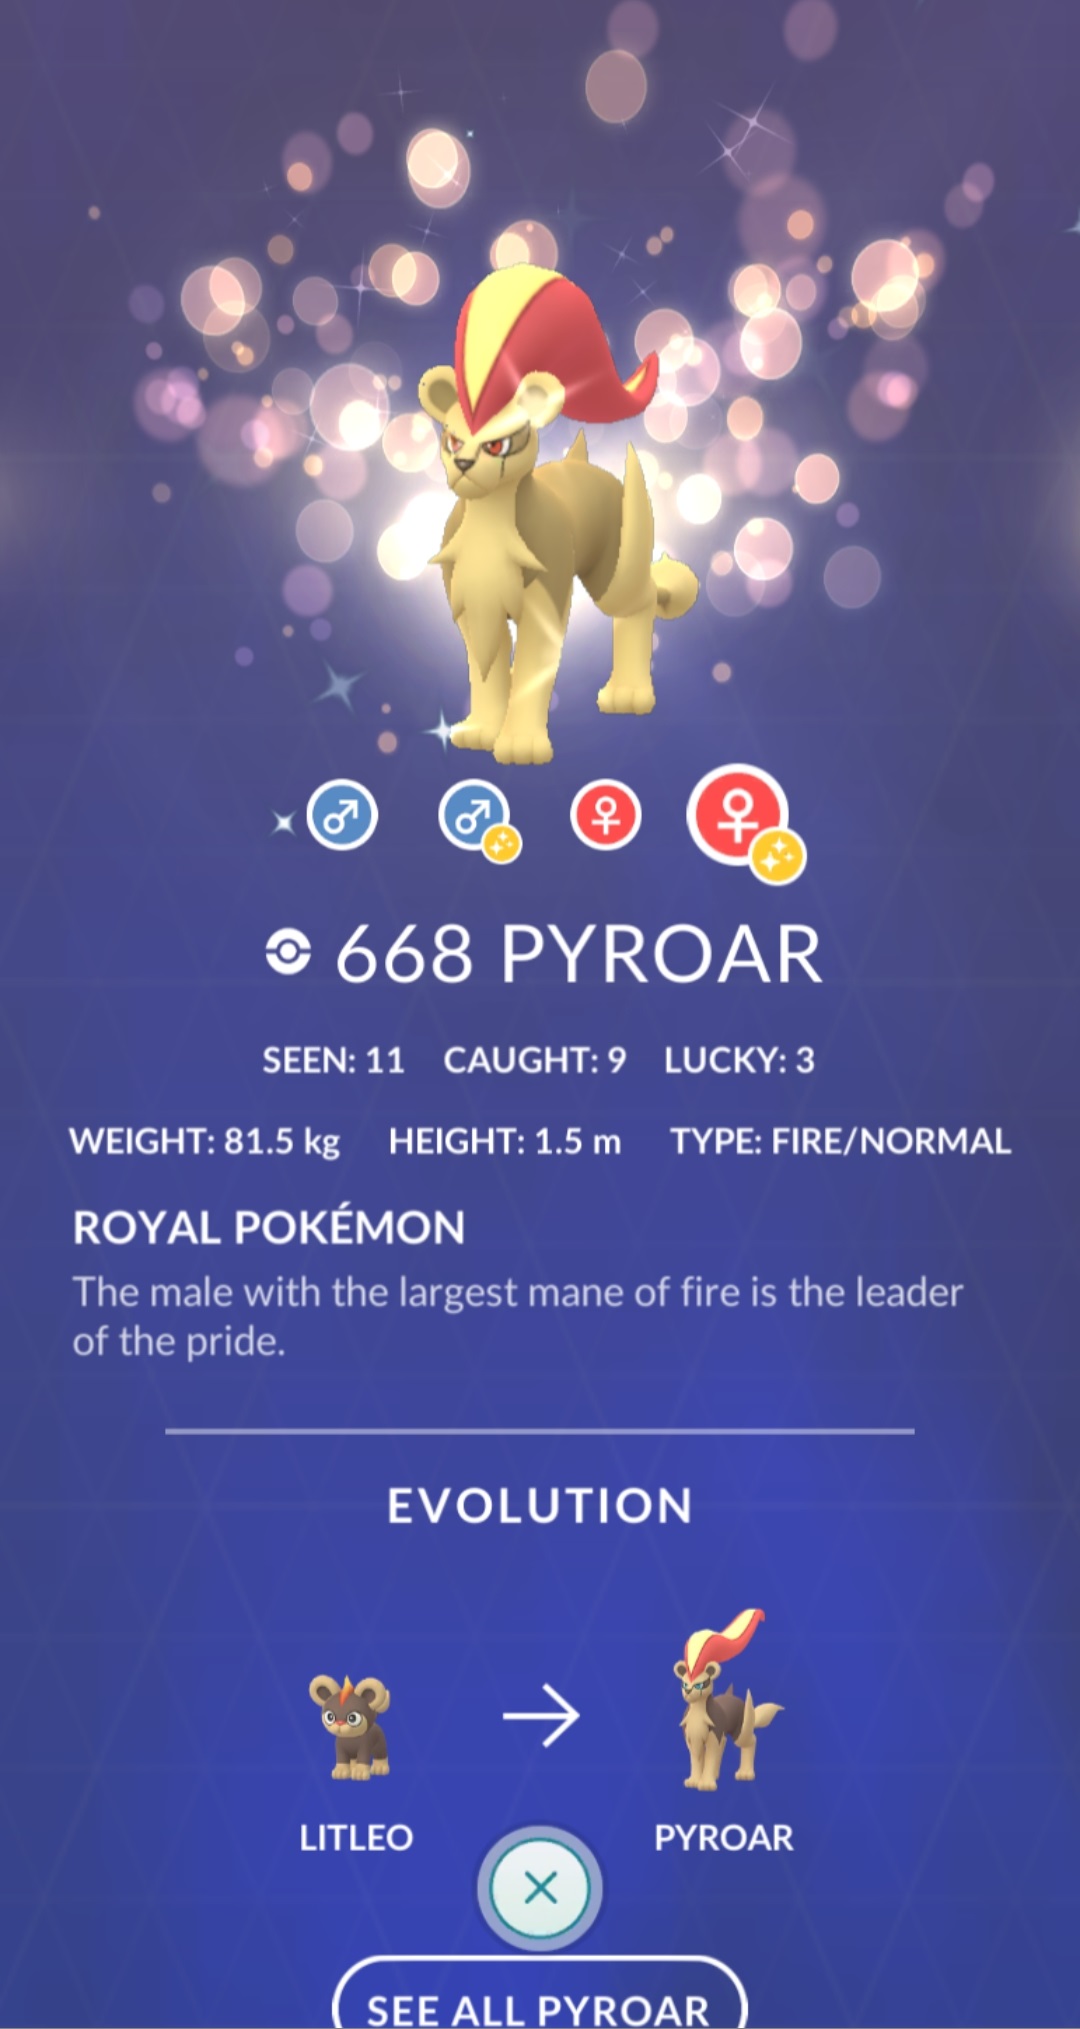 668 PYROAR
SEEN: 11 CAUGHT: 9 LUCKY: 3
WEIGHT: 81.5 kg HEIGHT: 1.5 m TYPE: FIRE/NORMAL
ROYAL POKÉMON
The male with the largest mane of fire is the leader
of the pride.
EVOLUTION
LITLEO PYROAR
SEE ALL PYROAR